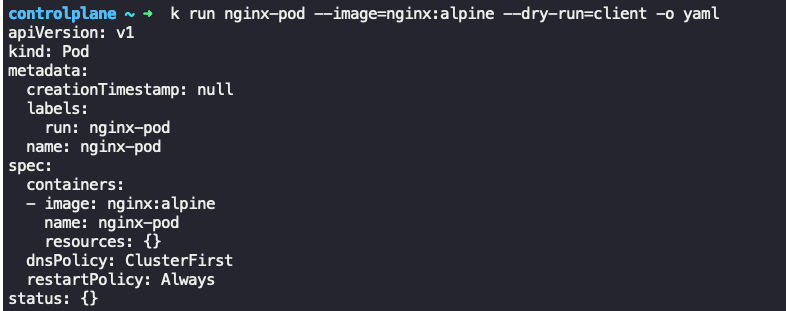 controlplane ~ ➜  k run nginx-pod --image=nginx:alpine --dry-run=client -o yaml
apiVersion: v1
kind: Pod
metadata:
  creationTimestamp: null
  labels:
    run: nginx-pod
  name: nginx-pod
spec:
  containers:
  - image: nginx:alpine
    name: nginx-pod
    resources: {}
  dnsPolicy: ClusterFirst
  restartPolicy: Always
status: {}